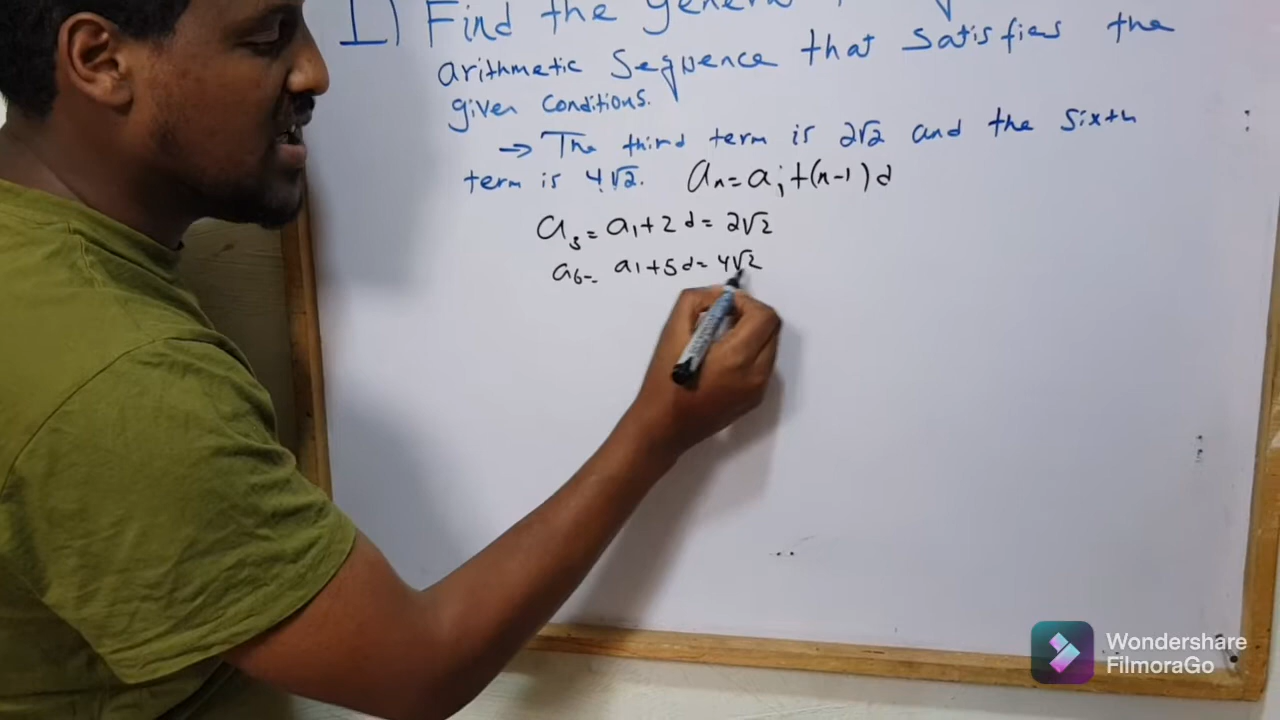 1) Find the
arithmetic Sequence that satisfies the
given conditions.
→ The third term is 2√2 and the sixth
term is 4√2. aₙ=a₁+(n-1)d
a₃=a₁+2d=2√2
a₆=a₁+5d=4√2
Wondershare
FilmoraGo